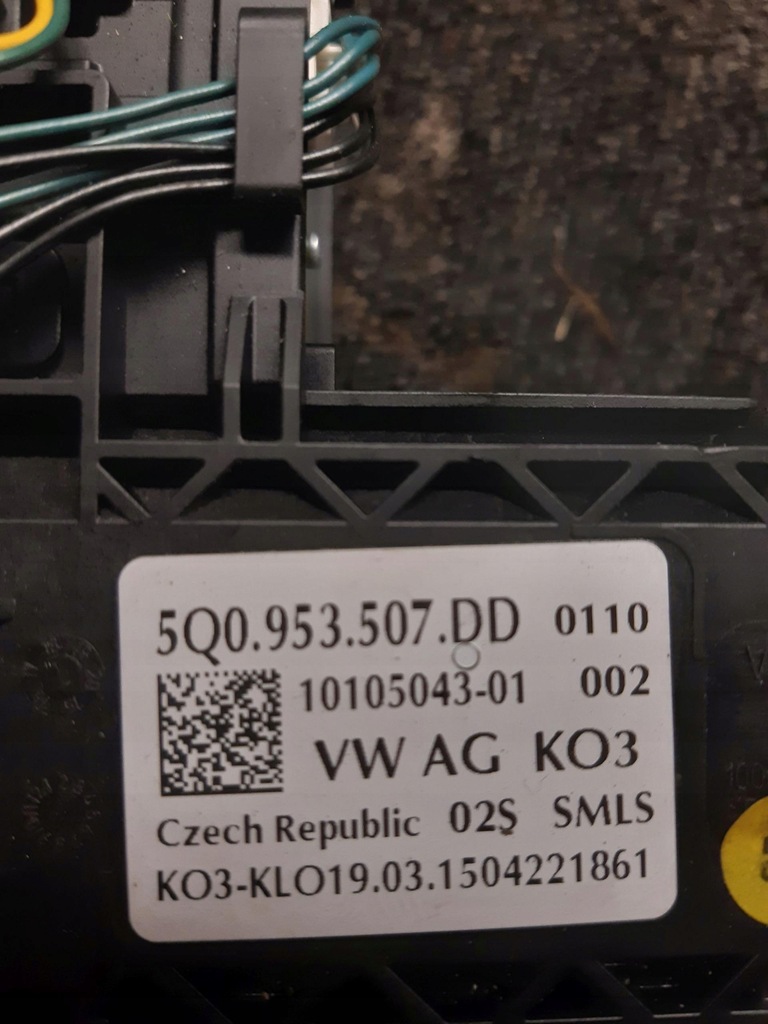 5Q0.953.507.DD 0110
10105043-01 002
VW AG KO3
Czech Republic 02S SMLS
KO3-KLO19.03.1504221861